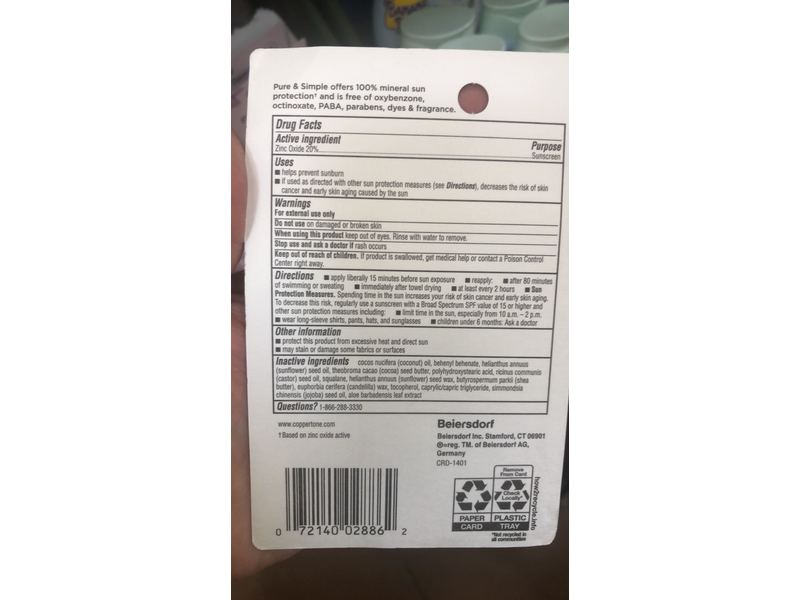 Pure & Simple offers 100% mineral sun
protection† and is free of oxybenzone,
octinoxate, PABA, parabens, dyes & fragrance.
Drug Facts
Active ingredient Purpose
Zinc Oxide 20% Sunscreen
Uses
■ helps prevent sunburn
■ if used as directed with other sun protection measures (see Directions), decreases the risk of skin
cancer and early skin aging caused by the sun
Warnings
For external use only
Do not use on damaged or broken skin
When using this product keep out of eyes. Rinse with water to remove.
Stop use and ask a doctor if rash occurs
Keep out of reach of children. If product is swallowed, get medical help or contact a Poison Control
Center right away.
Directions ■ apply liberally 15 minutes before sun exposure ■ reapply: ■ after 80 minutes
of swimming or sweating ■ immediately after towel drying ■ at least every 2 hours ■ Sun
Protection Measures. Spending time in the sun increases your risk of skin cancer and early skin aging.
To decrease this risk, regularly use a sunscreen with a Broad Spectrum SPF value of 15 or higher and
other sun protection measures including: ■ limit time in the sun, especially from 10 a.m. – 2 p.m.
■ wear long-sleeve shirts, pants, hats, and sunglasses ■ children under 6 months: Ask a doctor
Other information
■ protect this product from excessive heat and direct sun
■ may stain or damage some fabrics or surfaces
Inactive ingredients cocos nucifera (coconut) oil, behenyl behenate, helianthus annuus
(sunflower) seed oil, theobroma cacao (cocoa) seed butter, polyhydroxystearic acid, ricinus communis
(castor) seed oil, squalane, helianthus annuus (sunflower) seed wax, butyrospermum parkii (shea
butter), euphorbia cerifera (candelilla) wax, tocopherol, caprylic/capric triglyceride, simmondsia
chinensis (jojoba) seed oil, aloe barbadensis leaf extract
Questions? 1-866-288-3330
www.coppertone.com
†Based on zinc oxide active
Beiersdorf
Beiersdorf Inc. Stamford, CT 06901
®=reg. TM. of Beiersdorf AG,
Germany
CRD-1401
Remove
From Card
Check
Locally*
PAPER
CARD
PLASTIC
TRAY
*Not recycled in
all communities
how2recycle.info
0 72140 02886 2